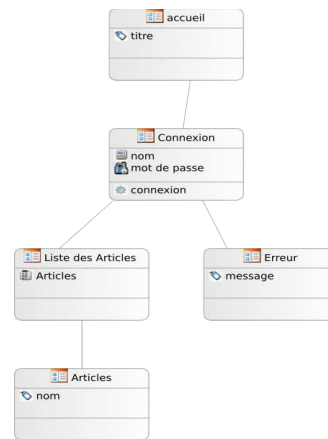 accueil
titre
Connexion
nom
mot de passe
connexion
Liste des Articles
Articles
Erreur
message
Articles
nom